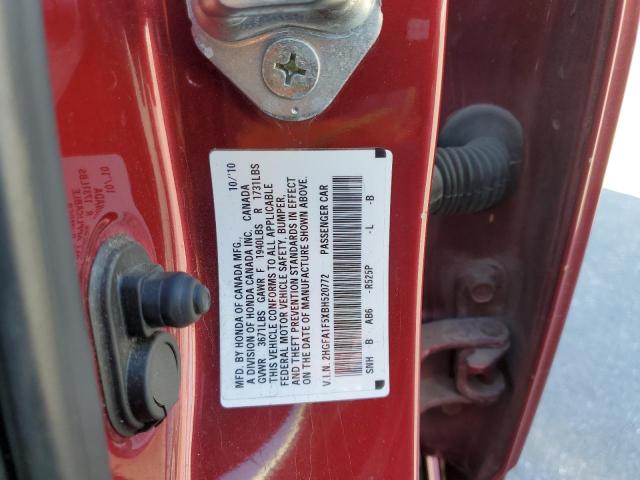 MFD. BY HONDA OF CANADA MFG. 10/'10
A DIVISION OF HONDA CANADA INC. CANADA
GVWR 3671LBS GAWR F 1940LBS R 1731LBS
THIS VEHICLE CONFORMS TO ALL APPLICABLE
FEDERAL MOTOR VEHICLE SAFETY, BUMPER,
AND THEFT PREVENTION STANDARDS IN EFFECT
ON THE DATE OF MANUFACTURE SHOWN ABOVE.
V.I.N. 2HGFA1F5XBH520772 PASSENGER CAR
SNH B AB6 -R525P -L -B